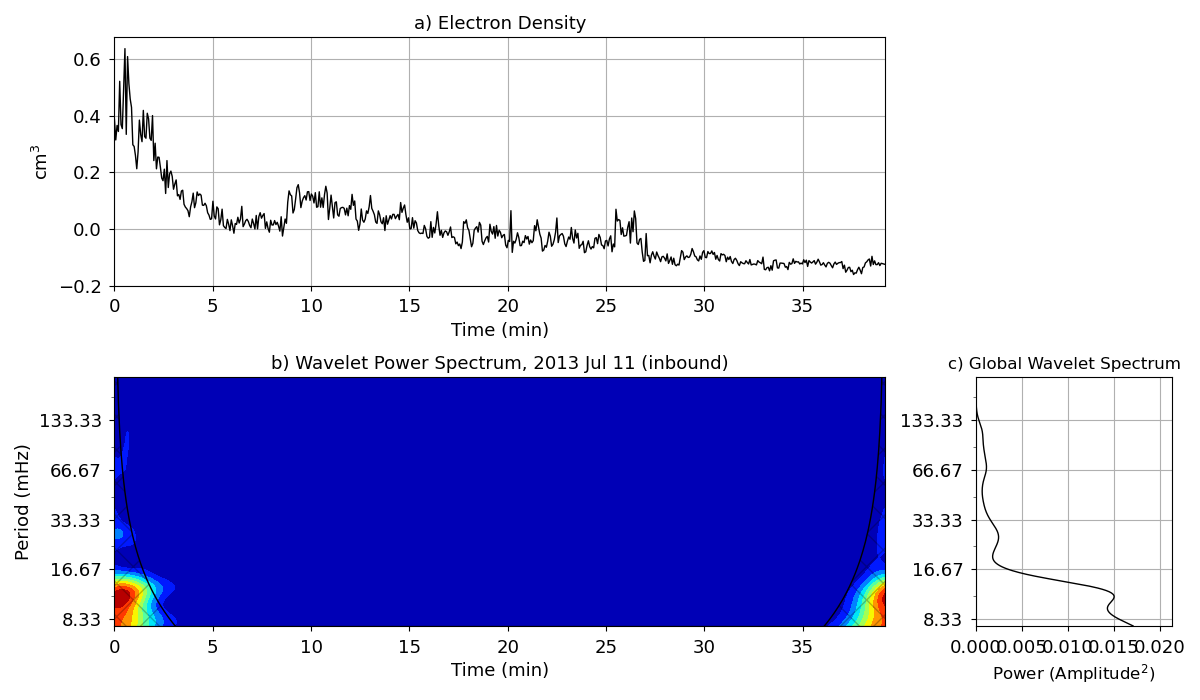 a) Electron Density
cm³
0.6
0.4
0.2
0.0
−0.2
0 5 10 15 20 25 30 35
Time (min)
b) Wavelet Power Spectrum, 2013 Jul 11 (inbound)
Period (mHz)
133.33
66.67
33.33
16.67
8.33
0 5 10 15 20 25 30 35
Time (min)
c) Global Wavelet Spectrum
133.33
66.67
33.33
16.67
8.33
0.000 0.005 0.010 0.015 0.020
Power (Amplitude²)